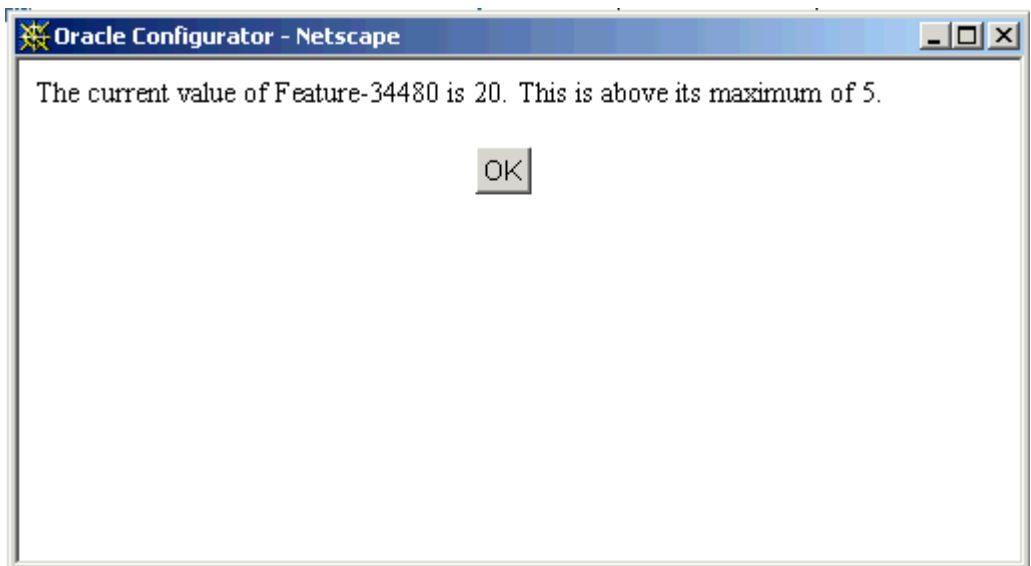 Oracle Configurator - Netscape
The current value of Feature-34480 is 20. This is above its maximum of 5.
OK